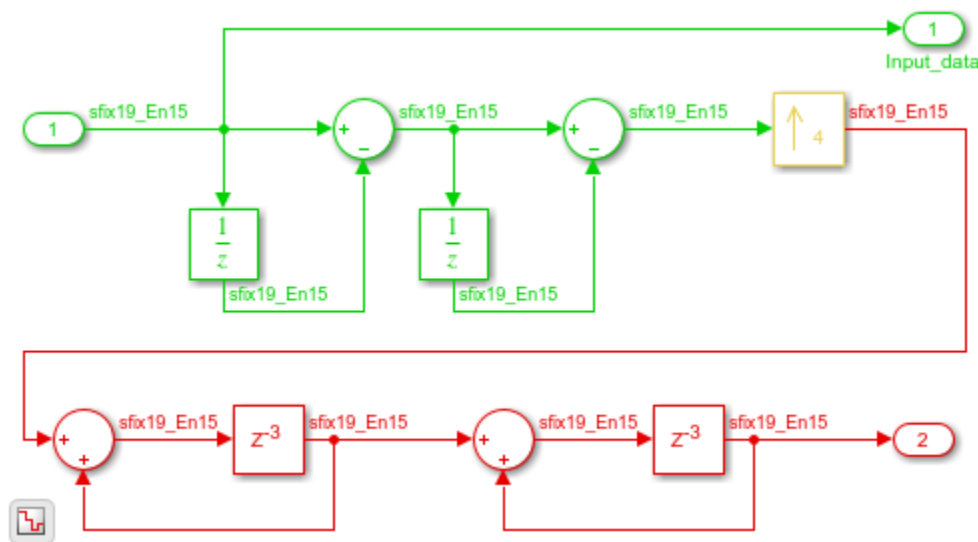 1
Input_data
1
sfix19_En15
+
−
sfix19_En15
+
−
sfix19_En15
↑ 4
sfix19_En15
1
z
sfix19_En15
1
z
sfix19_En15
+
+
sfix19_En15
z-3
sfix19_En15
+
+
sfix19_En15
z-3
sfix19_En15
2